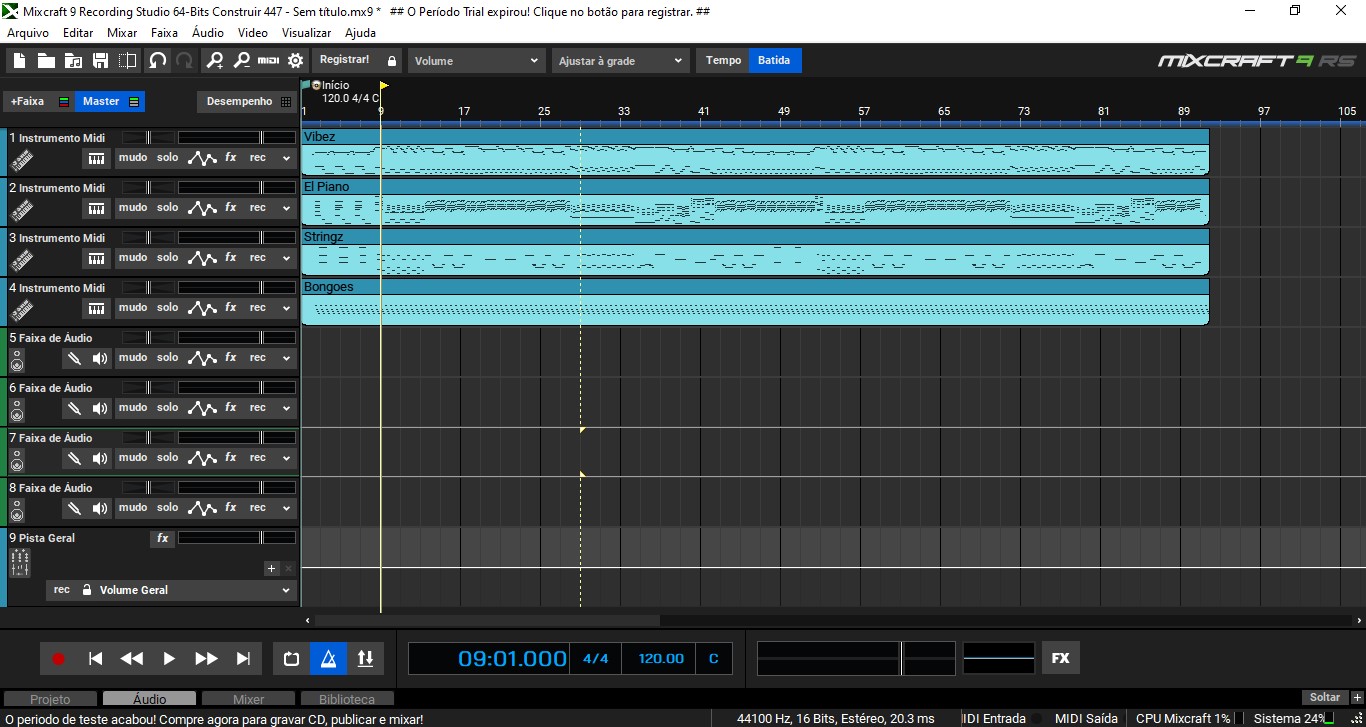 Mixcraft 9 Recording Studio 64-Bits Construir 447 - Sem título.mx9 * ## O Período Trial expirou! Clique no botão para registrar. ##
Arquivo Editar Mixar Faixa Áudio Video Visualizar Ajuda
MIDI Registrar! Volume Ajustar à grade Tempo Batida MIXCRAFT 9 RS
+Faixa Master Desempenho
Início
120.0 4/4 C
1 9 17 25 33 41 49 57 65 73 81 89 97 105
1 Instrumento Midi
mudo solo fx rec
Vibez
2 Instrumento Midi
mudo solo fx rec
El Piano
3 Instrumento Midi
mudo solo fx rec
Stringz
4 Instrumento Midi
mudo solo fx rec
Bongoes
5 Faixa de Áudio
mudo solo fx rec
6 Faixa de Áudio
mudo solo fx rec
7 Faixa de Áudio
mudo solo fx rec
8 Faixa de Áudio
mudo solo fx rec
9 Pista Geral fx
rec Volume Geral
09:01.000 4/4 120.00 C FX
Projeto Áudio Mixer Biblioteca Soltar
O periodo de teste acabou! Compre agora para gravar CD, publicar e mixar! 44100 Hz, 16 Bits, Estéreo, 20.3 ms IDI Entrada MIDI Saída CPU Mixcraft 1% Sistema 24%